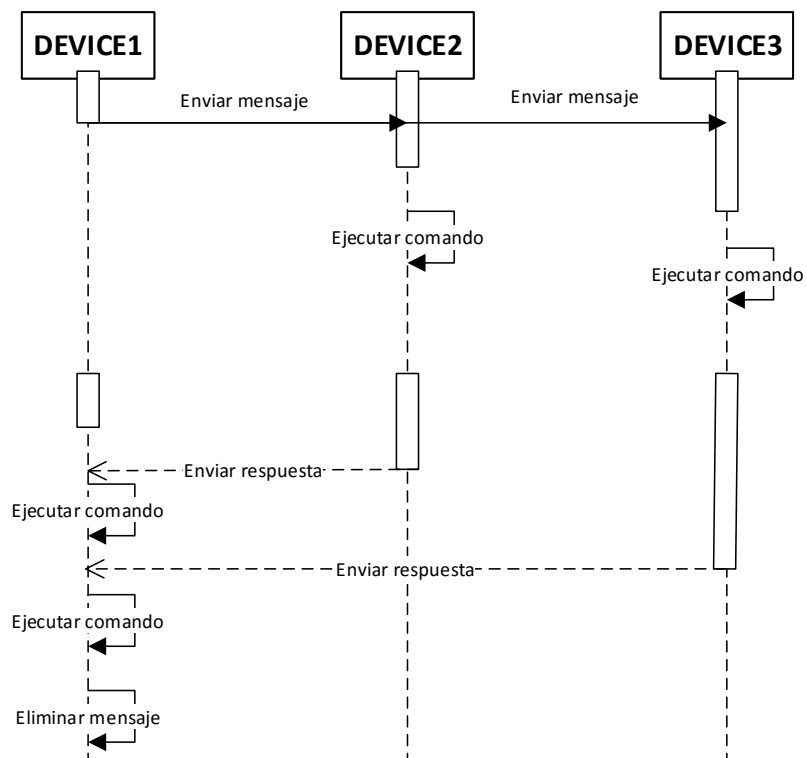 DEVICE1
DEVICE2
DEVICE3
Enviar mensaje
Enviar mensaje
Ejecutar comando
Ejecutar comando
Enviar respuesta
Ejecutar comando
Enviar respuesta
Ejecutar comando
Eliminar mensaje